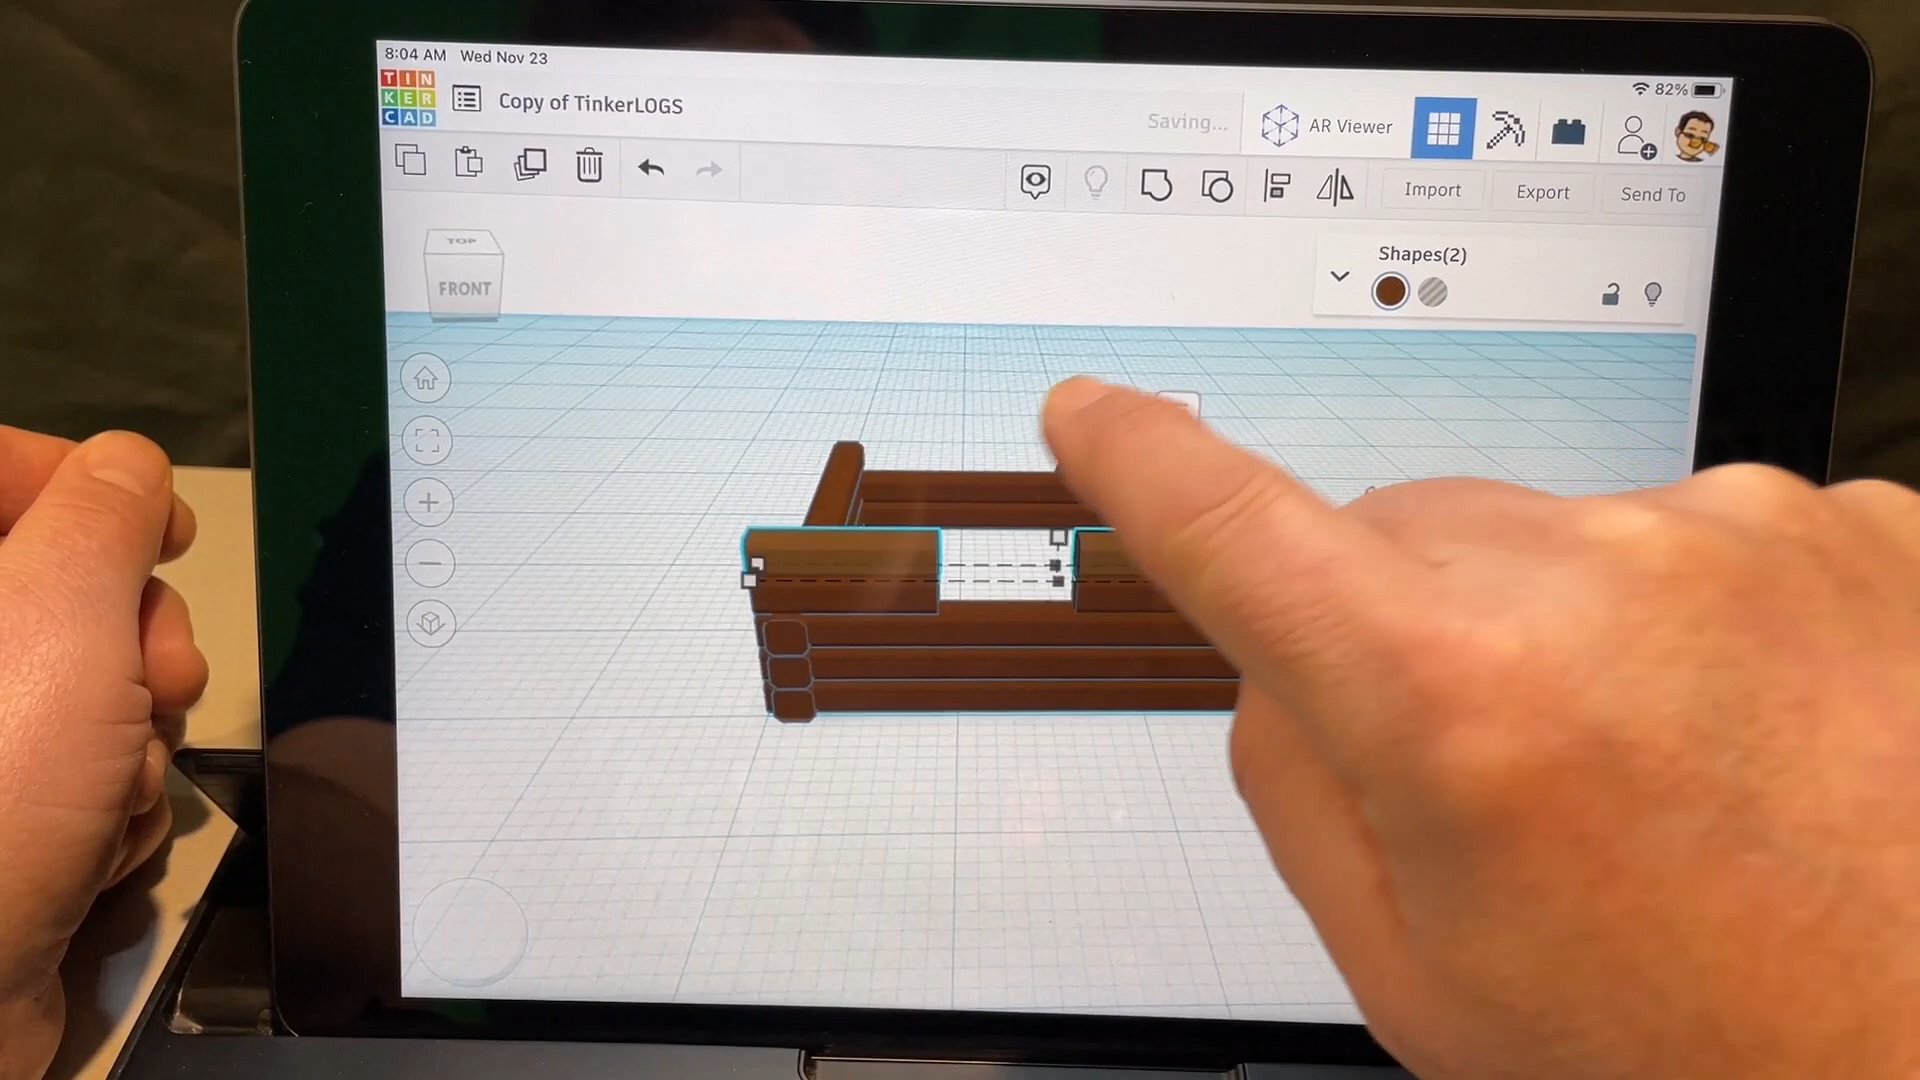 8:04 AM Wed Nov 23
82%
TIN
KER
CAD
Copy of TinkerLOGS
Saving...
AR Viewer
Import
Export
Send To
TOP
FRONT
Shapes(2)